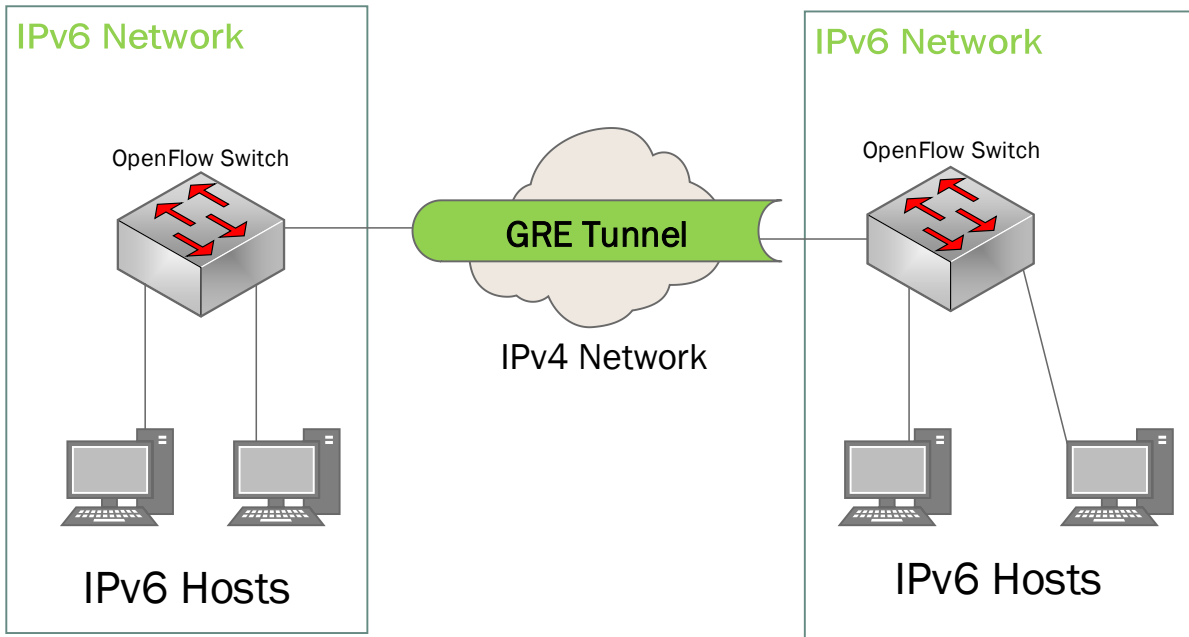 IPv6 Network
OpenFlow Switch
IPv6 Hosts
GRE Tunnel
IPv4 Network
IPv6 Network
OpenFlow Switch
IPv6 Hosts